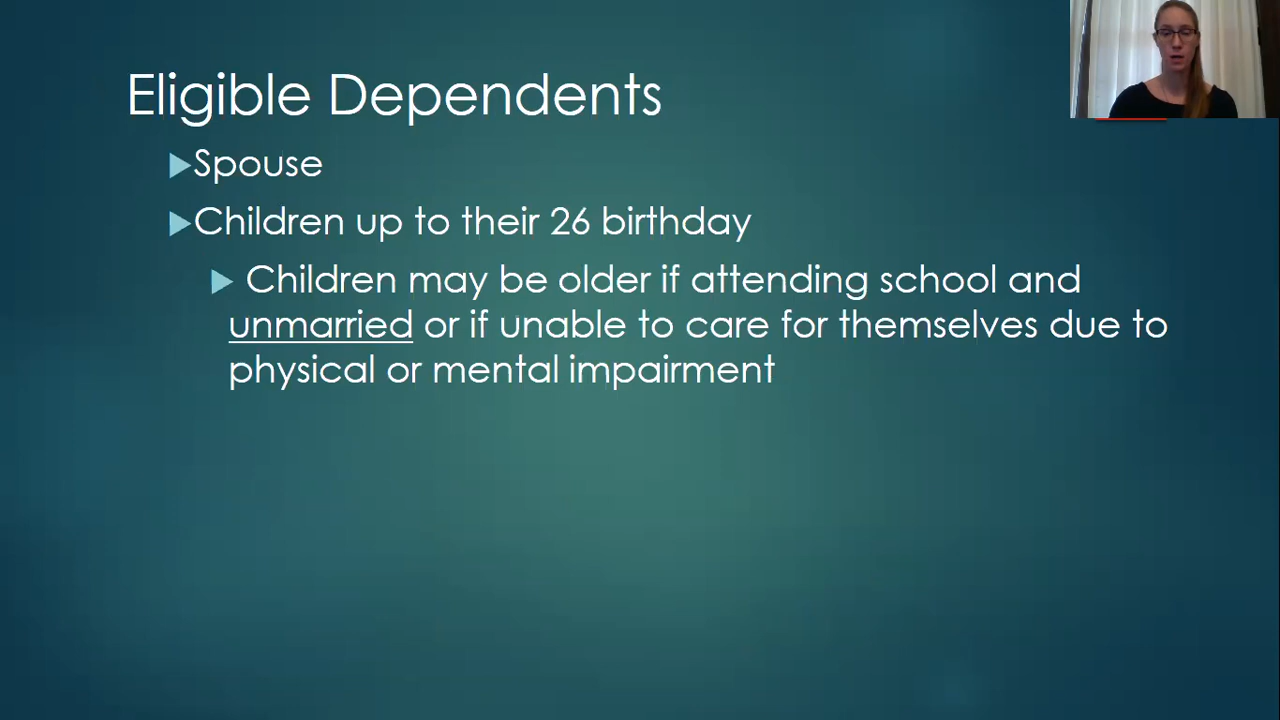 Eligible Dependents
Spouse
Children up to their 26 birthday
Children may be older if attending school and
unmarried or if unable to care for themselves due to
physical or mental impairment